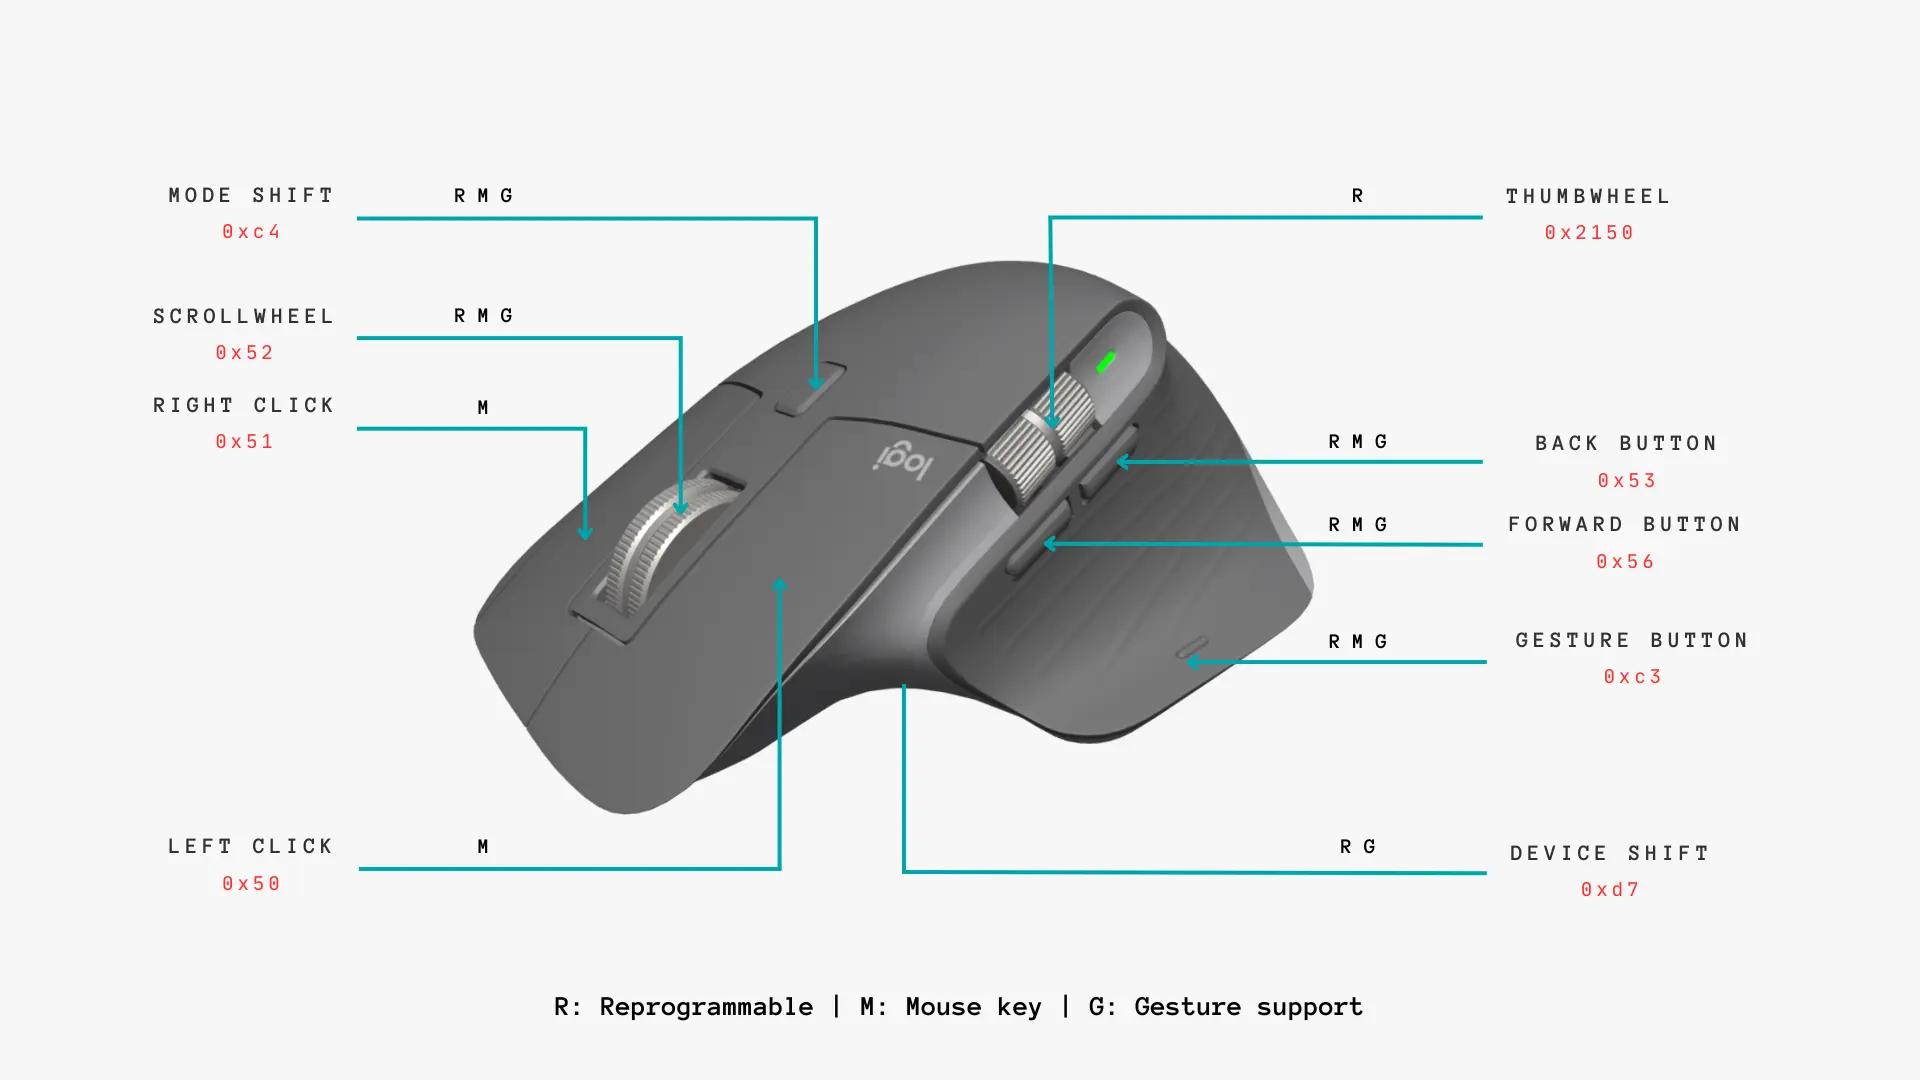 MODE SHIFT
R M G
0xc4
SCROLLWHEEL
R M G
0x52
RIGHT CLICK
M
0x51
logi
LEFT CLICK
M
0x50
R
THUMBWHEEL
0x2150
R M G
BACK BUTTON
0x53
R M G
FORWARD BUTTON
0x56
R M G
GESTURE BUTTON
0xc3
R G
DEVICE SHIFT
0xd7
R: Reprogrammable | M: Mouse key | G: Gesture support